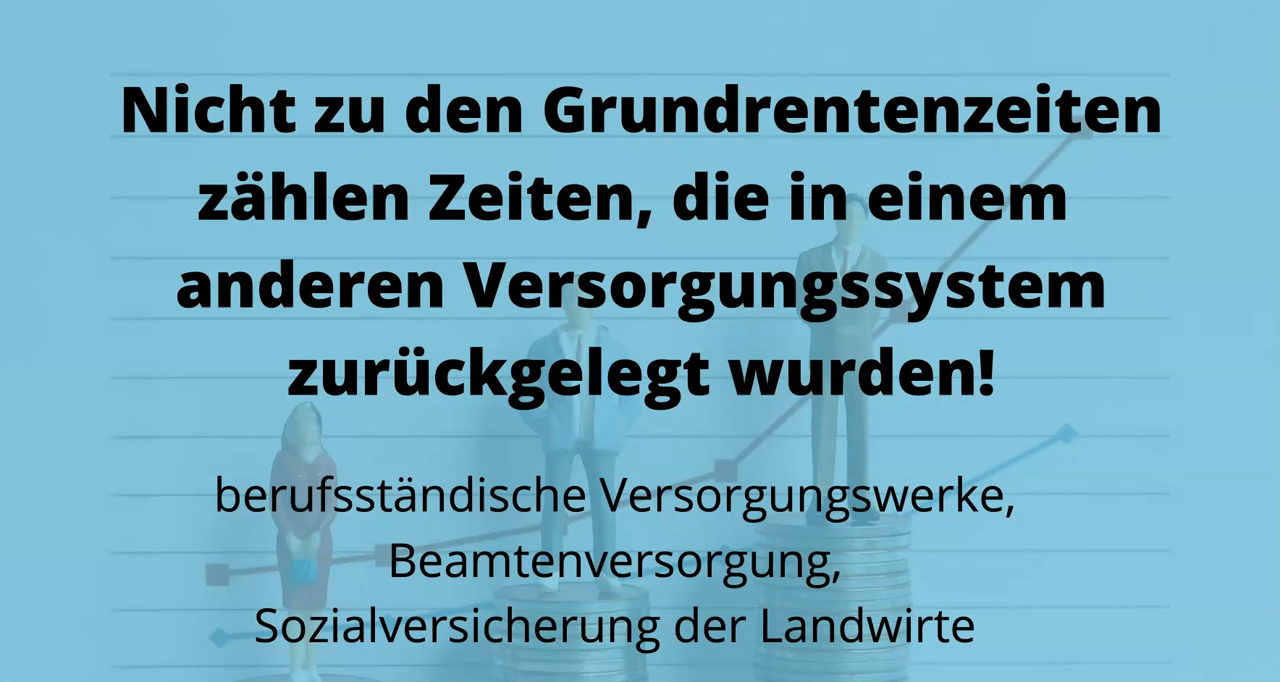 Nicht zu den Grundrentenzeiten
zählen Zeiten, die in einem
anderen Versorgungssystem
zurückgelegt wurden!
berufsständische Versorgungswerke,
Beamtenversorgung,
Sozialversicherung der Landwirte